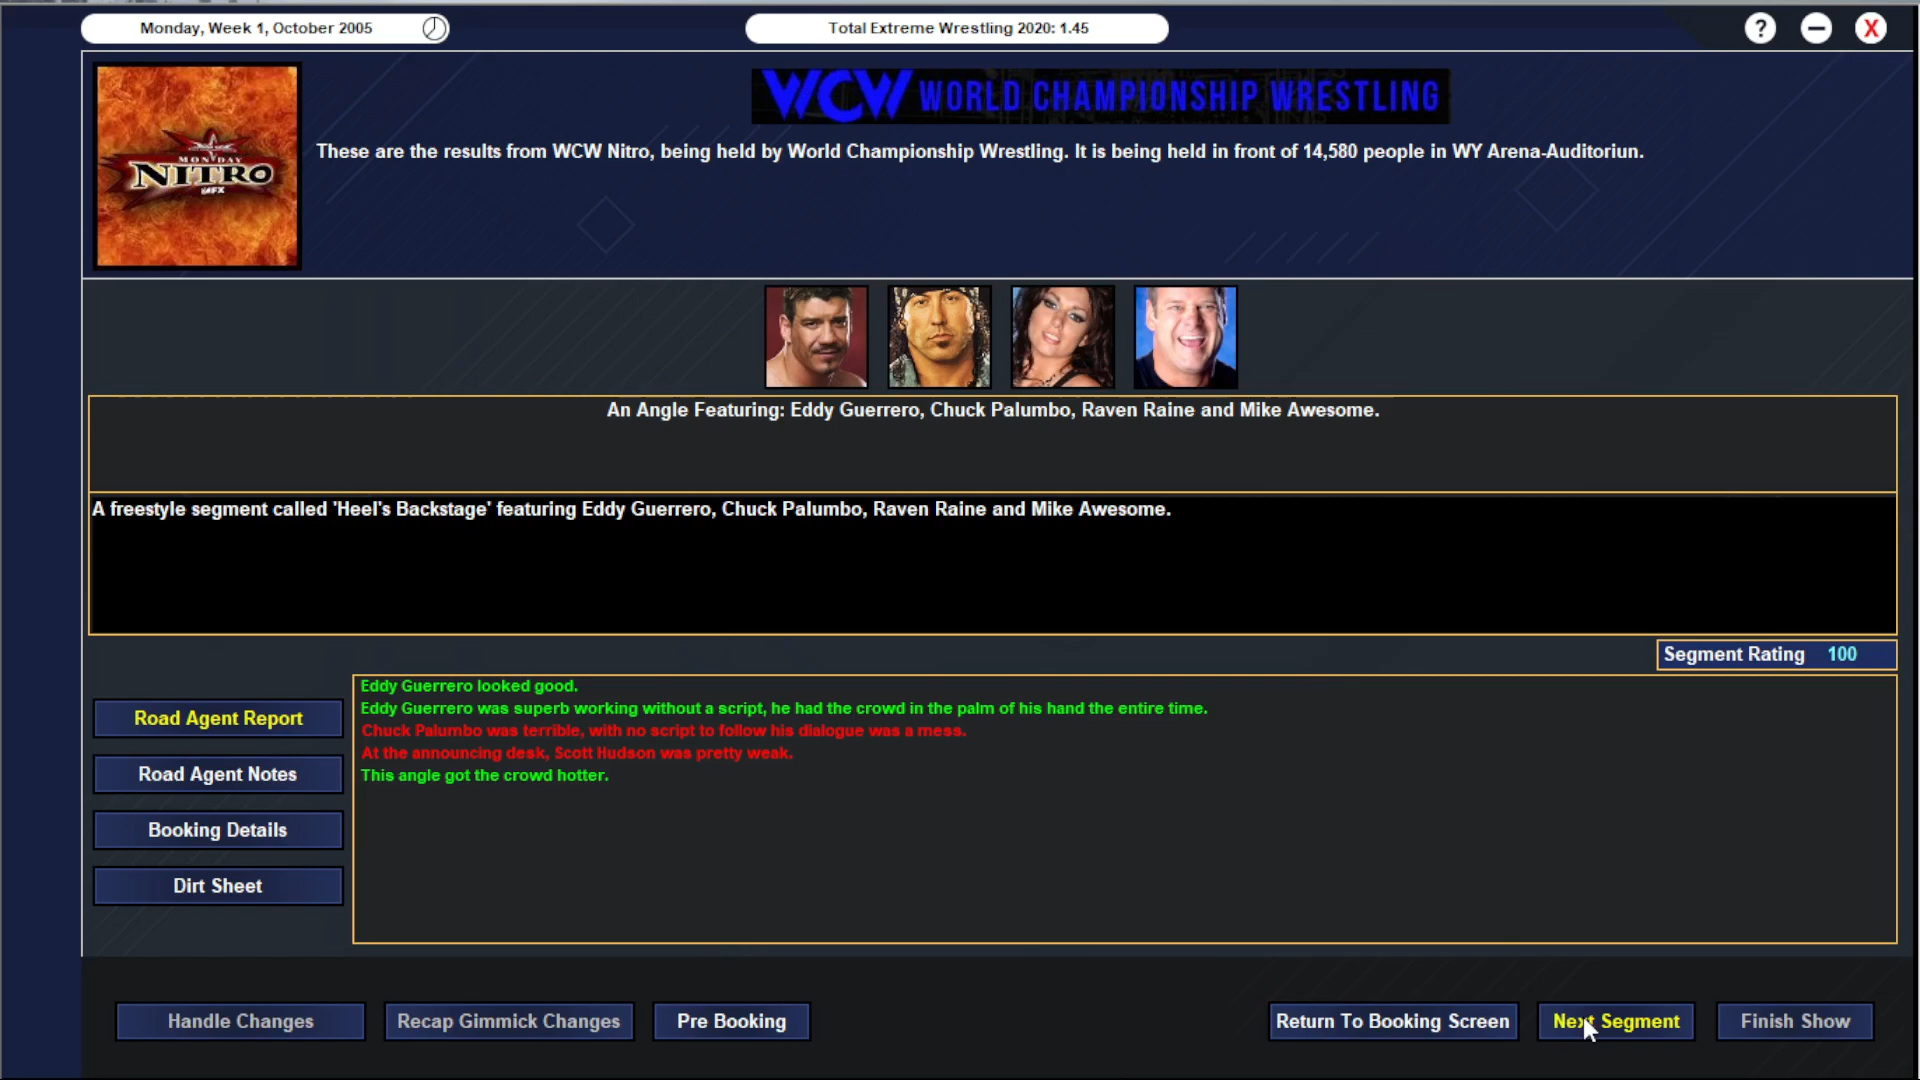 Monday, Week 1, October 2005
Total Extreme Wrestling 2020: 1.45
?
X
MONDAY
NITRO
WCW WORLD CHAMPIONSHIP WRESTLING
These are the results from WCW Nitro, being held by World Championship Wrestling. It is being held in front of 14,580 people in WY Arena-Auditoriun.
An Angle Featuring: Eddy Guerrero, Chuck Palumbo, Raven Raine and Mike Awesome.
A freestyle segment called 'Heel's Backstage' featuring Eddy Guerrero, Chuck Palumbo, Raven Raine and Mike Awesome.
Segment Rating 100
Road Agent Report
Road Agent Notes
Booking Details
Dirt Sheet
Eddy Guerrero looked good.
Eddy Guerrero was superb working without a script, he had the crowd in the palm of his hand the entire time.
Chuck Palumbo was terrible, with no script to follow his dialogue was a mess.
At the announcing desk, Scott Hudson was pretty weak.
This angle got the crowd hotter.
Handle Changes
Recap Gimmick Changes
Pre Booking
Return To Booking Screen
Next Segment
Finish Show